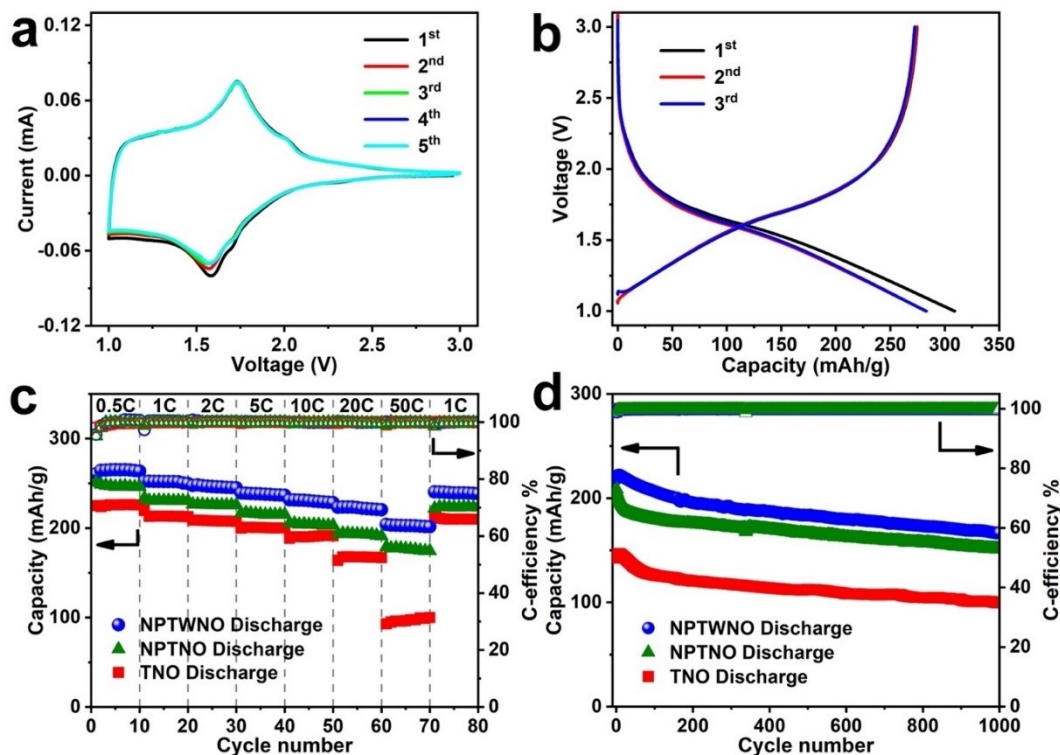 a
0.12
0.06
0.00
-0.06
-0.12
Current (mA)
1st
2nd
3rd
4th
5th
1.0 1.5 2.0 2.5 3.0
Voltage (V)
b
3.0
2.5
2.0
1.5
1.0
Voltage (V)
1st
2nd
3rd
0 50 100 150 200 250 300 350
Capacity (mAh/g)
c
0.5C 1C 2C 5C 10C 20C 50C 1C
300
200
100
0
Capacity (mAh/g)
100
80
60
40
20
0
C-efficiency %
NPTWNO Discharge
NPTNO Discharge
TNO Discharge
0 10 20 30 40 50 60 70 80
Cycle number
d
300
200
100
0
Capacity (mAh/g)
100
80
60
40
20
0
C-efficiency %
NPTWNO Discharge
NPTNO Discharge
TNO Discharge
0 200 400 600 800 1000
Cycle number